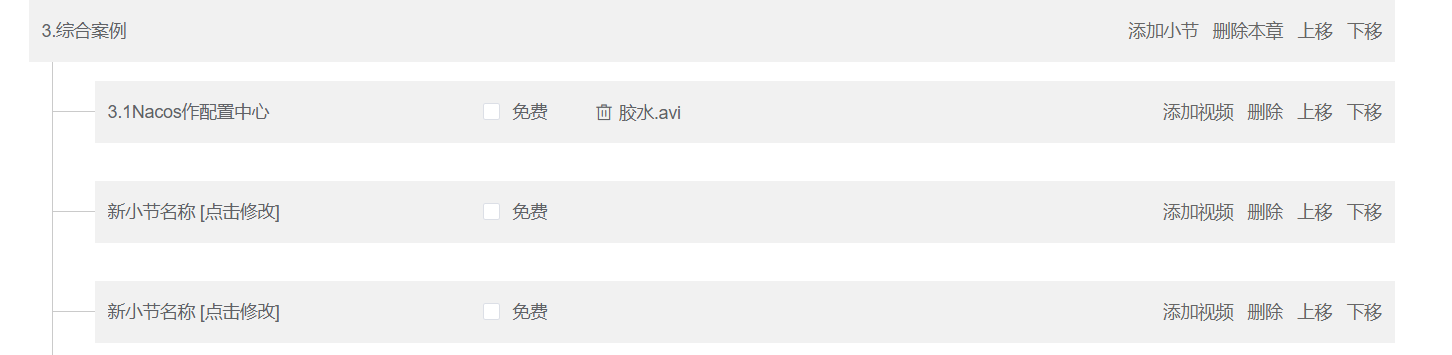 3.综合案例 添加小节 删除本章 上移 下移
3.1Nacos作配置中心 免费 胶水.avi 添加视频 删除 上移 下移
新小节名称 [点击修改] 免费 添加视频 删除 上移 下移
新小节名称 [点击修改] 免费 添加视频 删除 上移 下移